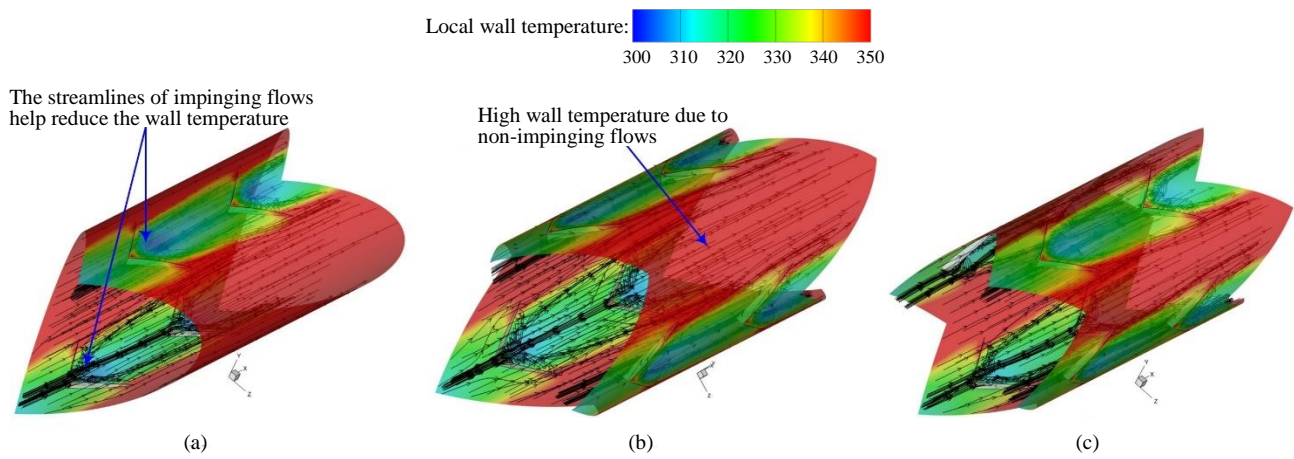 Local wall temperature:
300 310 320 330 340 350
The streamlines of impinging flows
help reduce the wall temperature
High wall temperature due to
non-impinging flows
Y
X
Z
X
Z
Y
X
Z
(a) (b) (c)